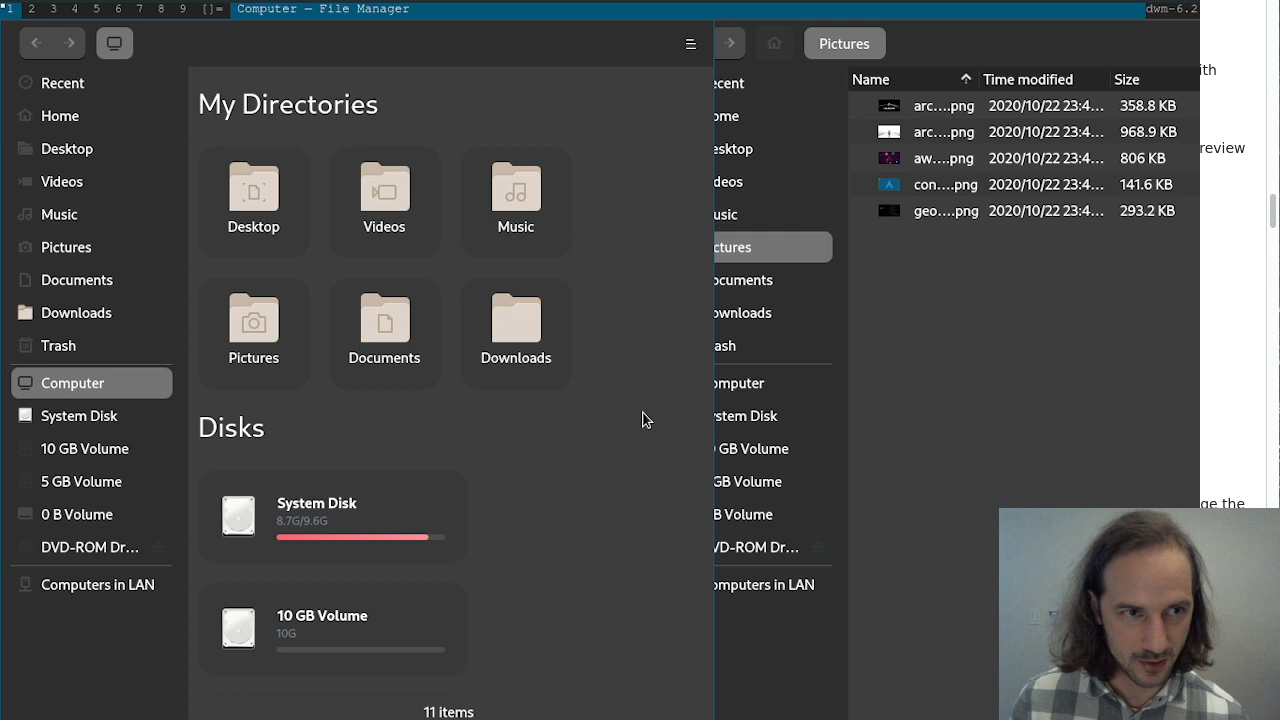 1 2 3 4 5 6 7 8 9 []= Computer — File Manager dwm-6.2
Recent
Home
Desktop
Videos
Music
Pictures
Documents
Downloads
Trash
Computer
System Disk
10 GB Volume
5 GB Volume
0 B Volume
DVD-ROM Dr...
Computers in LAN
My Directories
Desktop
Videos
Music
Pictures
Documents
Downloads
Disks
System Disk
8.7G/9.6G
10 GB Volume
10G
11 items
Pictures
ecent
ome
esktop
deos
usic
ctures
ocuments
ownloads
ash
omputer
ystem Disk
GB Volume
GB Volume
B Volume
VD-ROM Dr...
omputers in LAN
Name Time modified Size
arc....png 2020/10/22 23:4... 358.8 KB
arc....png 2020/10/22 23:4... 968.9 KB
aw....png 2020/10/22 23:4... 806 KB
con....png 2020/10/22 23:4... 141.6 KB
geo....png 2020/10/22 23:4... 293.2 KB
ith
review
ge the